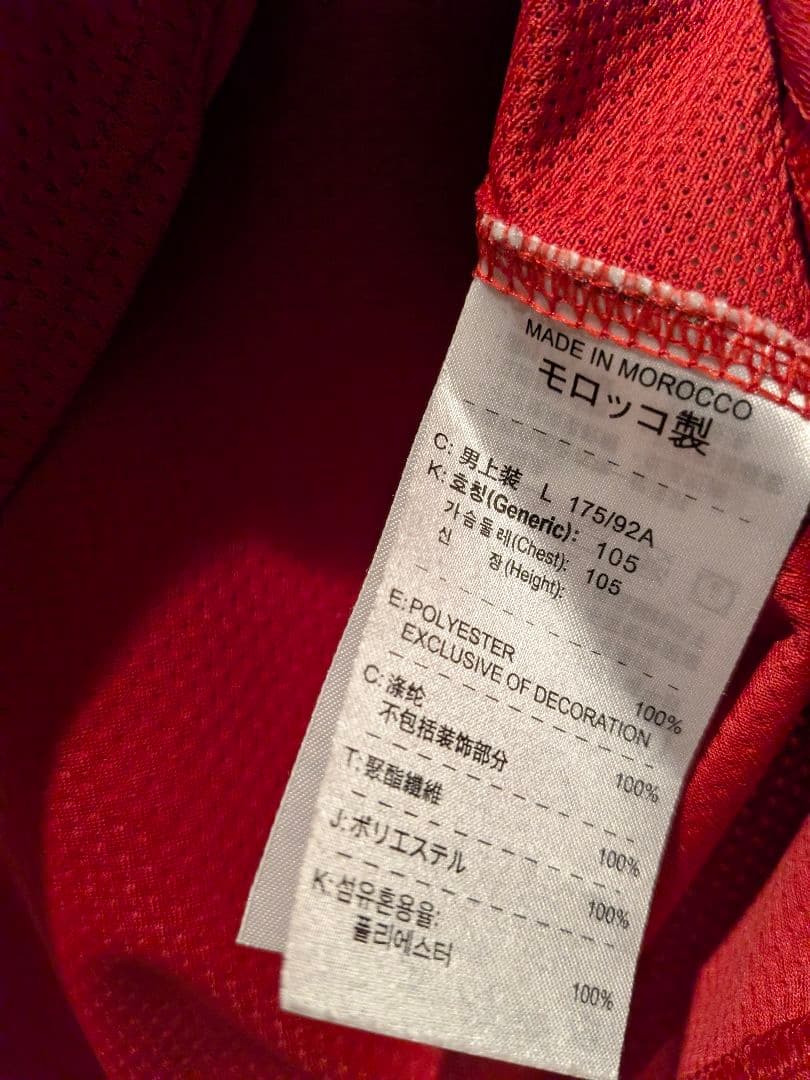 MADE IN MOROCCO
モロッコ製
C: 男上装 L 175/92A
K: 호칭(Generic): 105
가슴둘레(Chest): 105
신 장(Height):
E: POLYESTER 100%
EXCLUSIVE OF DECORATION
C: 涤纶 100%
不包括装饰部分
T: 聚酯纖維 100%
J: ポリエステル 100%
K: 섬유혼용율:
폴리에스터 100%